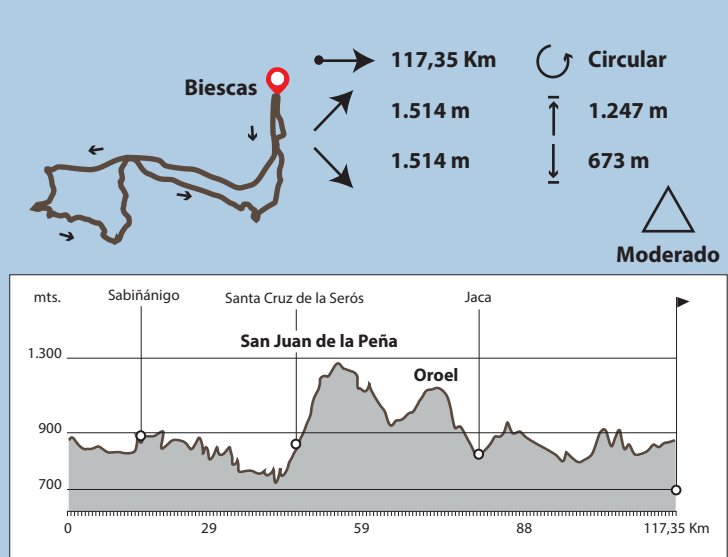 117,35 Km
Circular
Biescas
1.514 m
1.247 m
1.514 m
673 m
Moderado
mts.
Sabiñánigo
Santa Cruz de la Serós
Jaca
San Juan de la Peña
1.300
Oroel
900
700
0
29
59
88
117,35 Km